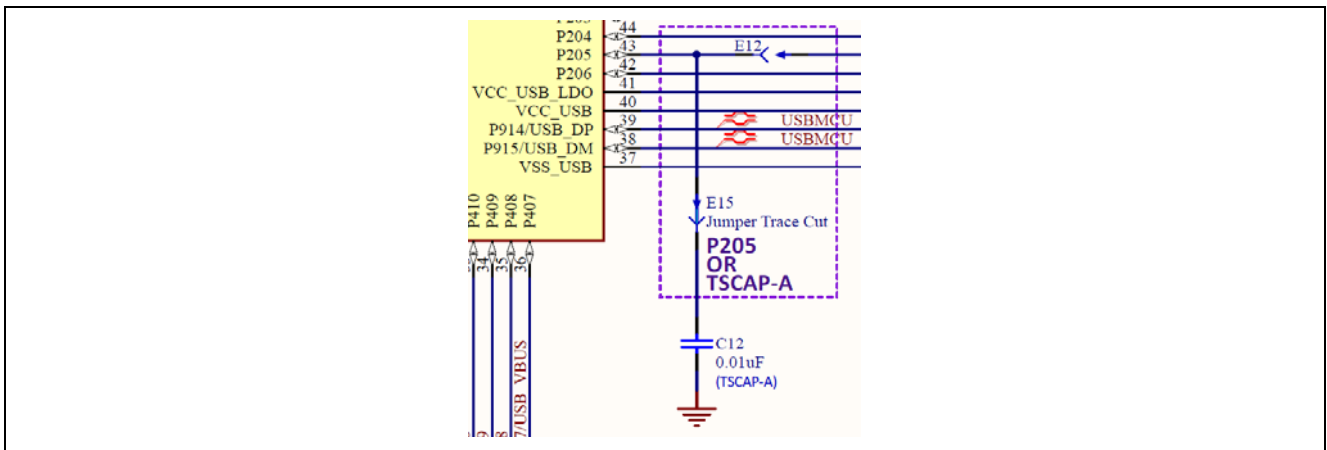 44
P204
43
P205
E12
42
P206
41
VCC_USB_LDO
40
VCC_USB
39
P914/USB_DP
USBMCU
38
P915/USB_DM
USBMCU
37
VSS_USB
P410
P409
P408
P407
34
35
36
E15
Jumper Trace Cut
P205
OR
TSCAP-A
C12
0.01uF
(TSCAP-A)
7/USB VBUS